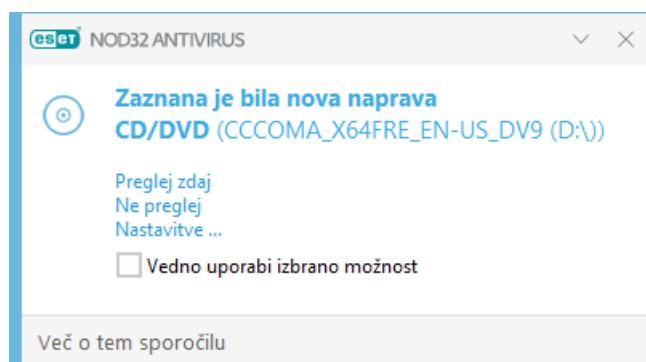 eset NOD32 ANTIVIRUS
Zaznana je bila nova naprava
CD/DVD (CCCOMA_X64FRE_EN-US_DV9 (D:\))
Preglej zdaj
Ne preglej
Nastavitve ...
Vedno uporabi izbrano možnost
Več o tem sporočilu